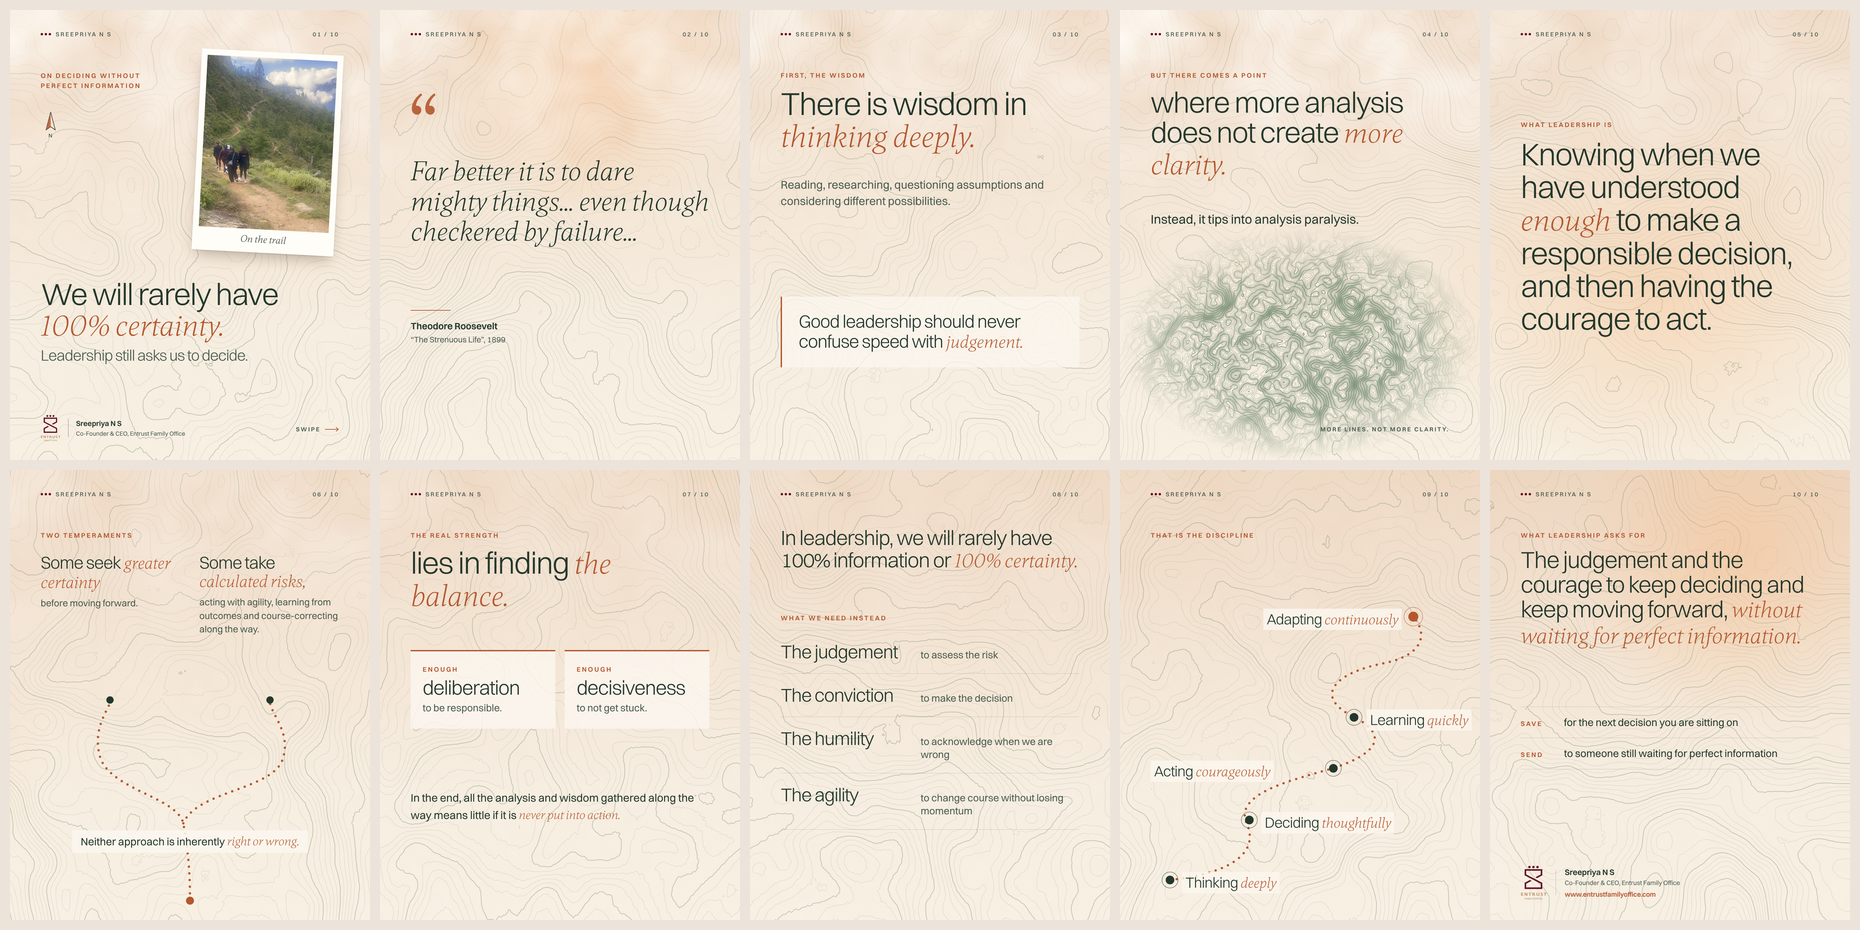 SREEPRIYA N S
01 / 10
ON DECIDING WITHOUT
PERFECT INFORMATION
N
On the trail
We will rarely have
100% certainty.
Leadership still asks us to decide.
ENTRUST
Sreepriya N S
Co-Founder & CEO, Entrust Family Office
SWIPE
SREEPRIYA N S
02 / 10
“
Far better it is to dare
mighty things... even though
checkered by failure...
Theodore Roosevelt
“The Strenuous Life”, 1899
SREEPRIYA N S
03 / 10
FIRST, THE WISDOM
There is wisdom in
thinking deeply.
Reading, researching, questioning assumptions and
considering different possibilities.
Good leadership should never
confuse speed with judgement.
SREEPRIYA N S
04 / 10
BUT THERE COMES A POINT
where more analysis
does not create more
clarity.
Instead, it tips into analysis paralysis.
MORE LINES. NOT MORE CLARITY.
SREEPRIYA N S
05 / 10
WHAT LEADERSHIP IS
Knowing when we
have understood
enough to make a
responsible decision,
and then having the
courage to act.
SREEPRIYA N S
06 / 10
TWO TEMPERAMENTS
Some seek greater
certainty
before moving forward.
Some take
calculated risks,
acting with agility, learning from
outcomes and course-correcting
along the way.
Neither approach is inherently right or wrong.
SREEPRIYA N S
07 / 10
THE REAL STRENGTH
lies in finding the
balance.
ENOUGH
deliberation
to be responsible.
ENOUGH
decisiveness
to not get stuck.
In the end, all the analysis and wisdom gathered along the
way means little if it is never put into action.
SREEPRIYA N S
08 / 10
In leadership, we will rarely have
100% information or 100% certainty.
WHAT WE NEED INSTEAD
The judgement
to assess the risk
The conviction
to make the decision
The humility
to acknowledge when we are
wrong
The agility
to change course without losing
momentum
SREEPRIYA N S
09 / 10
THAT IS THE DISCIPLINE
Adapting continuously
Learning quickly
Acting courageously
Deciding thoughtfully
Thinking deeply
SREEPRIYA N S
10 / 10
WHAT LEADERSHIP ASKS FOR
The judgement and the
courage to keep deciding and
keep moving forward, without
waiting for perfect information.
SAVE
for the next decision you are sitting on
SEND
to someone still waiting for perfect information
ENTRUST
Sreepriya N S
Co-Founder & CEO, Entrust Family Office
www.entrustfamilyoffice.com